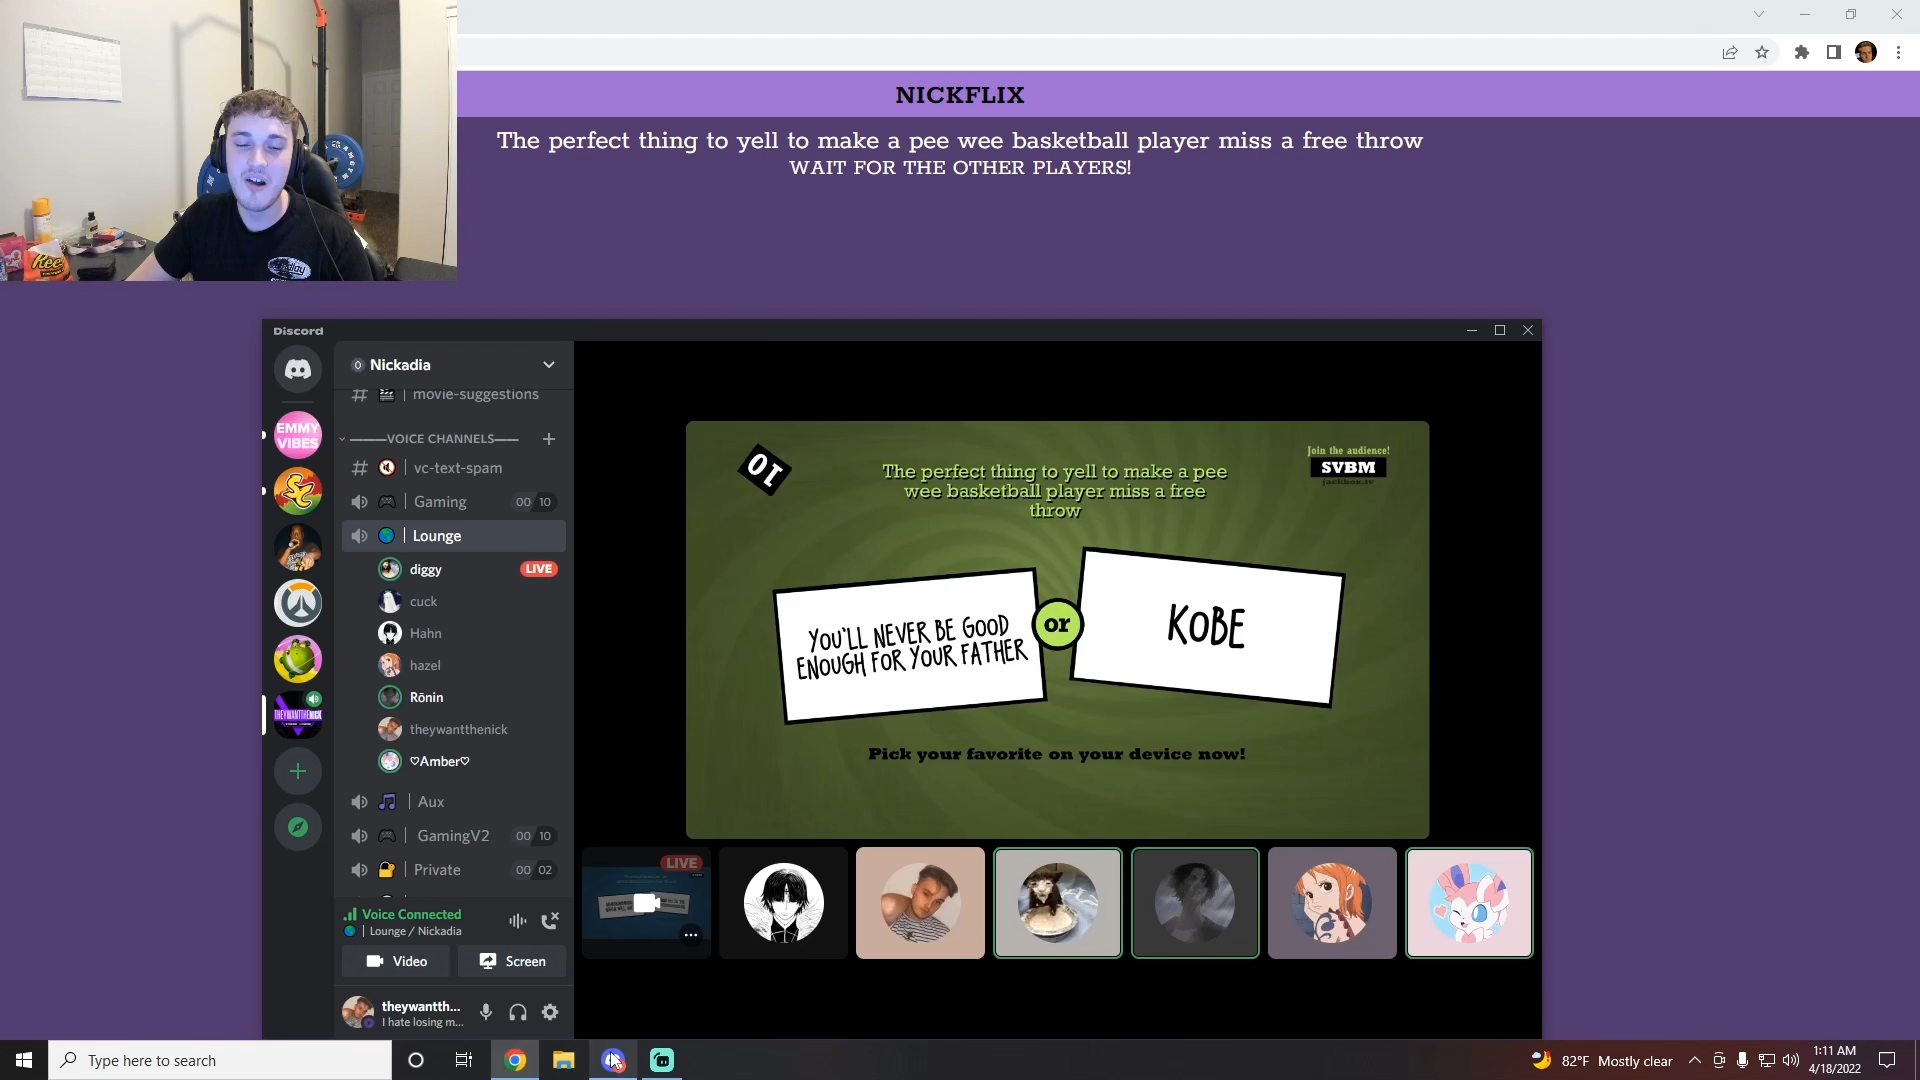 NICKFLIX
The perfect thing to yell to make a pee wee basketball player miss a free throw
WAIT FOR THE OTHER PLAYERS!
Discord
Nickadia
movie-suggestions
VOICE CHANNELS
vc-text-spam
Gaming 00 10
Lounge
diggy LIVE
cuck
Hahn
hazel
Rōnin
theywantthenick
♡Amber♡
Aux
GamingV2 00 10
Private 00 02
Voice Connected
Lounge / Nickadia
Video Screen
theywantth...
I hate losing m...
EMMY
VIBES
THEYWANTTHENICK
10
The perfect thing to yell to make a pee
wee basketball player miss a free
throw
Join the audience!
SVBM
jackbox.tv
YOU'LL NEVER BE GOOD
ENOUGH FOR YOUR FATHER
or
KOBE
Pick your favorite on your device now!
LIVE
Type here to search
82°F Mostly clear
1:11 AM
4/18/2022